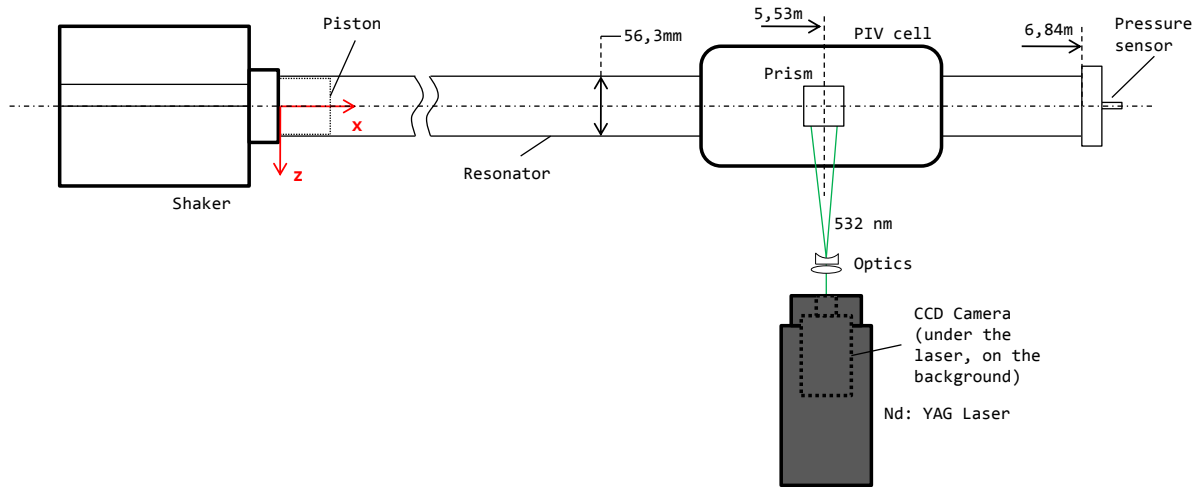 Piston
56,3mm
5,53m
PIV cell
6,84m
Pressure
sensor
Prism
x
z
Resonator
Shaker
532 nm
Optics
CCD Camera
(under the
laser, on the
background)
Nd: YAG Laser